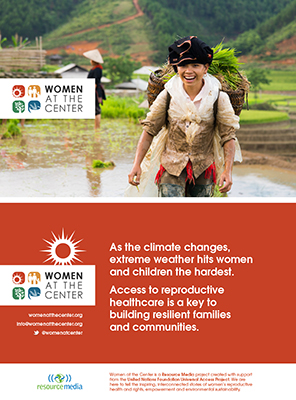 WOMEN
AT THE
CENTER
As the climate changes,
extreme weather hits women
and children the hardest.
Access to reproductive
healthcare is a key to
building resilient families
and communities.
WOMEN
AT THE
CENTER
womenatthecenter.org
info@womenatthecenter.org
@womenatcenter
resourcemedia
Women at the Center is a Resource Media project created with support
from the United Nations Foundation Universal Access Project. We are
here to tell the inspiring, interconnected stories of women's reproductive
health and rights, empowerment and environmental sustainability.